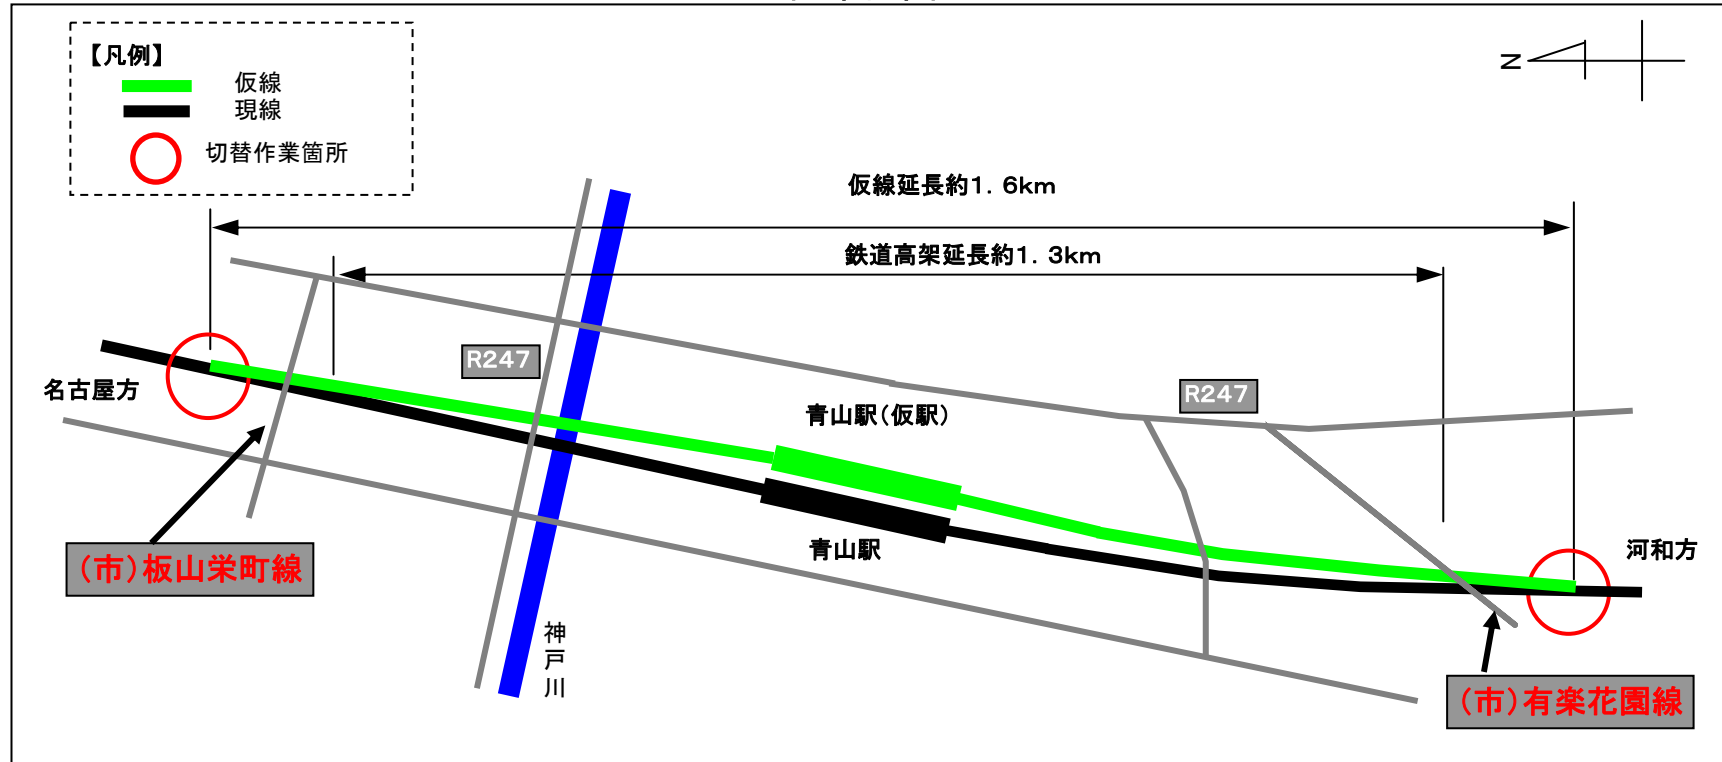 【凡例】
仮線
現線
切替作業箇所
N
仮線延長約1．6km
鉄道高架延長約1．3km
R247
名古屋方
青山駅（仮駅）
R247
青山駅
河和方
（市）板山栄町線
神戸川
（市）有楽花園線